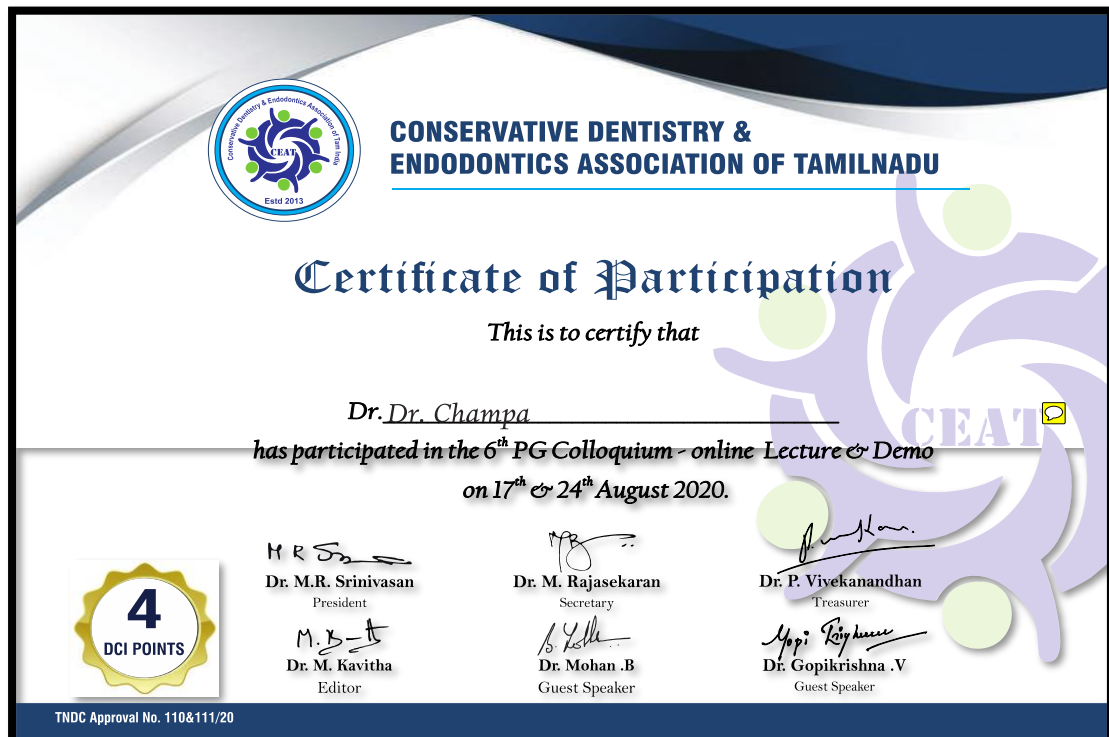 Conservative Dentistry & Endodontics Association of Tam India
CEAT
Estd 2013
CONSERVATIVE DENTISTRY &
ENDODONTICS ASSOCIATION OF TAMILNADU
Certificate of Participation
This is to certify that
Dr. Dr. Champa
CEAT
has participated in the 6th PG Colloquium - online Lecture & Demo
on 17th & 24th August 2020.
M R S
Dr. M.R. Srinivasan
Dr. M. Rajasekaran
Dr. P. Vivekanandhan
President
Secretary
Treasurer
Dr. M. Kavitha
Dr. Mohan .B
Dr. Gopikrishna .V
Editor
Guest Speaker
Guest Speaker
4
DCI POINTS
TNDC Approval No. 110&111/20